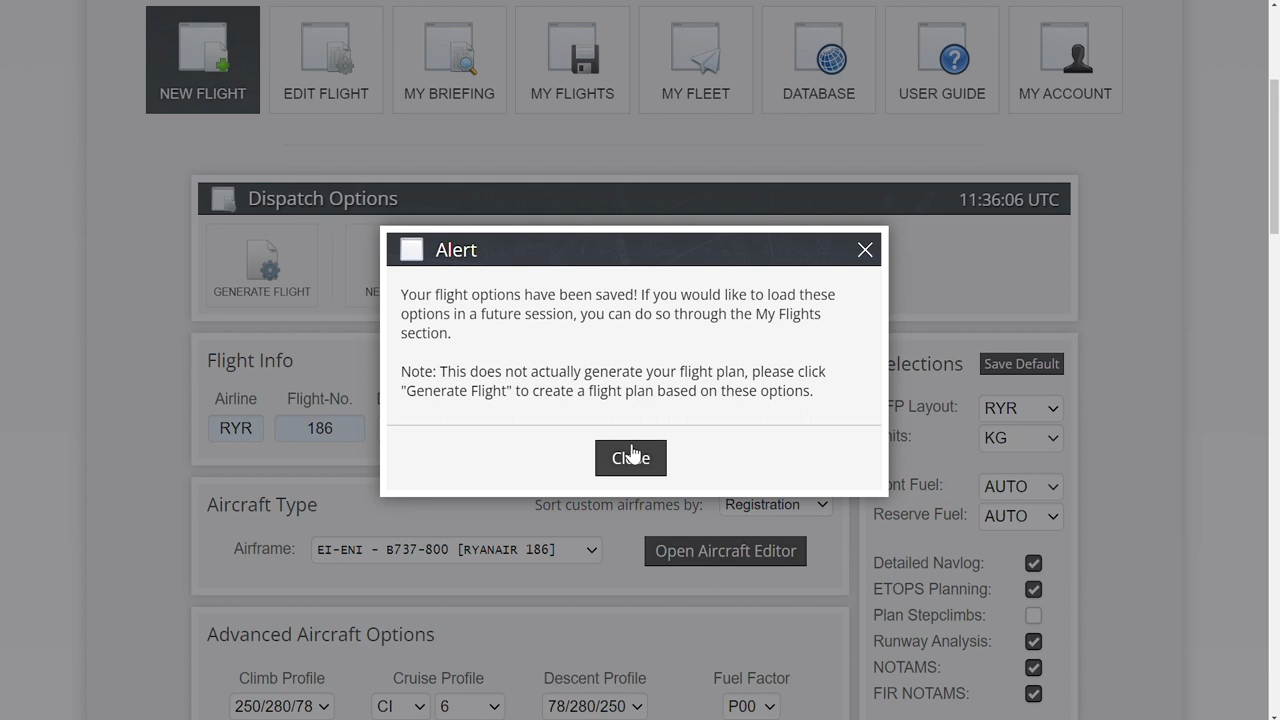 NEW FLIGHT
EDIT FLIGHT
MY BRIEFING
MY FLIGHTS
MY FLEET
DATABASE
USER GUIDE
MY ACCOUNT
Dispatch Options
11:36:06 UTC
GENERATE FLIGHT
Alert
Your flight options have been saved! If you would like to load these
options in a future session, you can do so through the My Flights
section.
Note: This does not actually generate your flight plan, please click
"Generate Flight" to create a flight plan based on these options.
Flight Info
Airline
Flight-No.
RYR
186
Save Default
Layout:
RYR
KG
Fuel:
AUTO
Reserve Fuel:
AUTO
Aircraft Type
Sort custom airframes by:
Registration
Airframe:
EI-ENI - B737-800 [RYANAIR 186]
Open Aircraft Editor
Detailed Navlog:
ETOPS Planning:
Plan Stepclimbs:
Runway Analysis:
NOTAMS:
FIR NOTAMS:
Advanced Aircraft Options
Climb Profile
Cruise Profile
Descent Profile
Fuel Factor
250/280/78
CI
6
78/280/250
P00